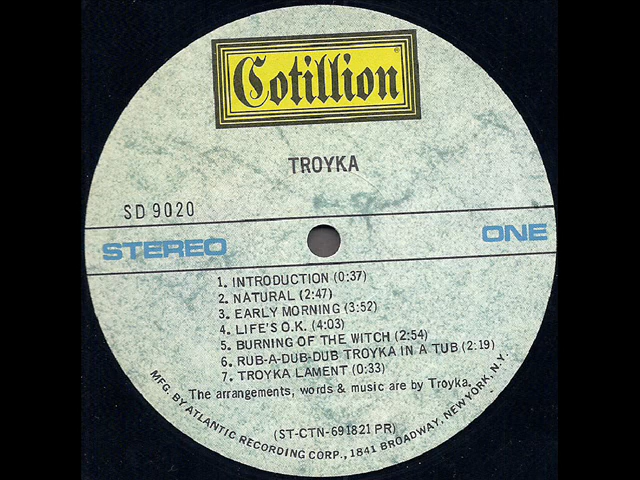 Cotillion®
TROYKA
SD 9020
STEREO ONE
1. INTRODUCTION (0:37)
2. NATURAL (2:47)
3. EARLY MORNING (3:52)
4. LIFE'S O.K. (4:03)
5. BURNING OF THE WITCH (2:54)
6. RUB-A-DUB-DUB TROYKA IN A TUB (2:19)
7. TROYKA LAMENT (0:33)
The arrangements, words & music are by Troyka.
(ST-CTN-691821 PR)
MFG. BY ATLANTIC RECORDING CORP., 1841 BROADWAY, NEW YORK, N.Y.